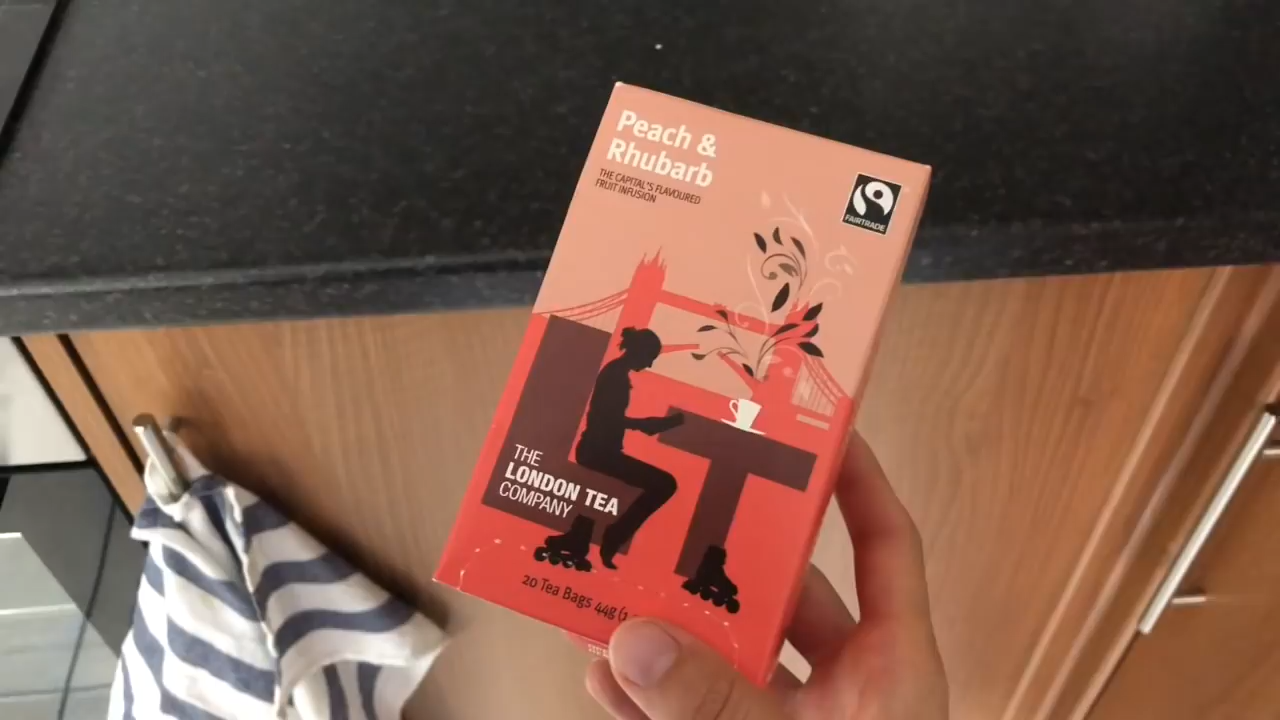 Peach &
Rhubarb
THE CAPITAL'S FLAVOURED
FRUIT INFUSION
FAIRTRADE
THE
LONDON TEA
COMPANY
20 Tea Bags 44g